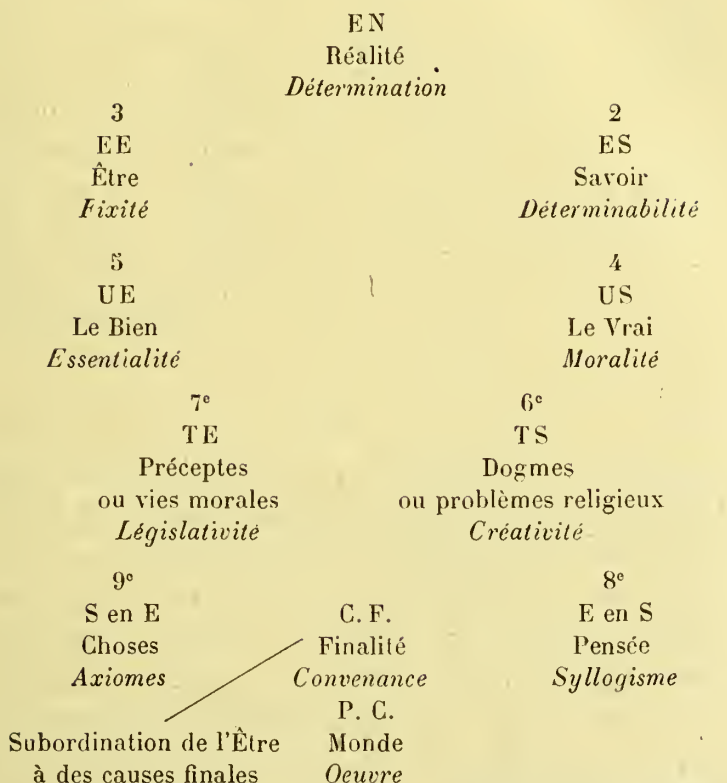 EN
Réalité
Détermination
3
EE
Être
Fixité
2
ES
Savoir
Déterminabilité
5
UE
Le Bien
Essentialité
4
US
Le Vrai
Moralité
7e
TE
Préceptes
ou vies morales
Législativité
6e
TS
Dogmes
ou problèmes religieux
Créativité
9e
S en E
Choses
Axiomes
C. F.
Finalité
Convenance
8e
E en S
Pensée
Syllogisme
Subordination de l'Être
à des causes finales
P. C.
Monde
Oeuvre